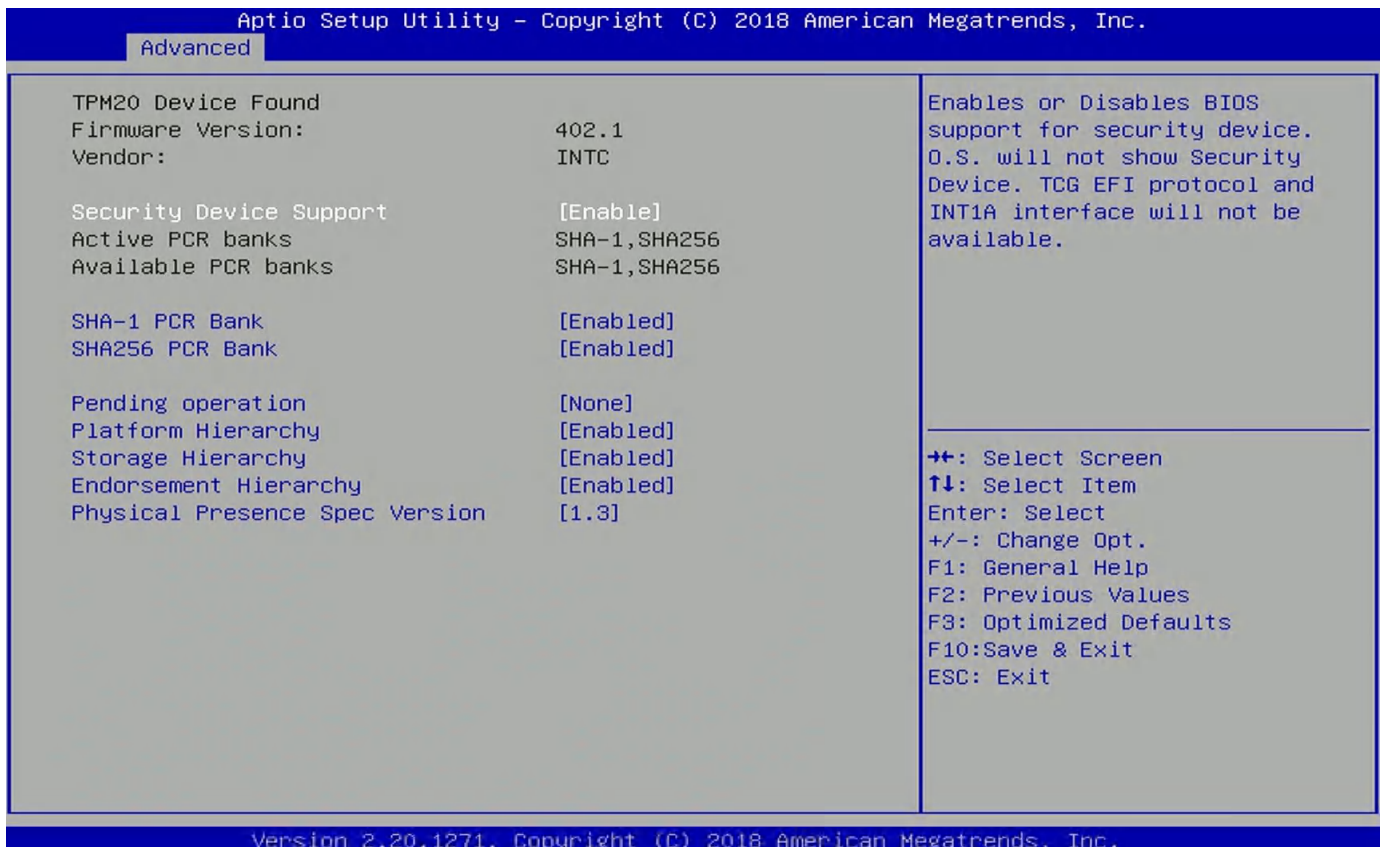 Aptio Setup Utility – Copyright (C) 2018 American Megatrends, Inc.
Advanced
TPM20 Device Found
Firmware Version: 402.1
Vendor: INTC
Security Device Support [Enable]
Active PCR banks SHA-1,SHA256
Available PCR banks SHA-1,SHA256
SHA-1 PCR Bank [Enabled]
SHA256 PCR Bank [Enabled]
Pending operation [None]
Platform Hierarchy [Enabled]
Storage Hierarchy [Enabled]
Endorsement Hierarchy [Enabled]
Physical Presence Spec Version [1.3]
Enables or Disables BIOS
support for security device.
O.S. will not show Security
Device. TCG EFI protocol and
INT1A interface will not be
available.
→←: Select Screen
↑↓: Select Item
Enter: Select
+/-: Change Opt.
F1: General Help
F2: Previous Values
F3: Optimized Defaults
F10:Save & Exit
ESC: Exit
Version 2.20.1271. Copyright (C) 2018 American Megatrends, Inc.